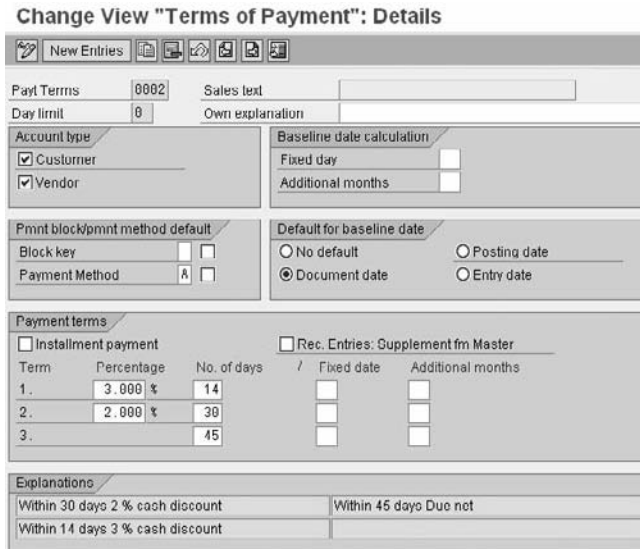 Change View "Terms of Payment": Details
New Entries
Payt Terms 0002 Sales text
Day limit 0 Own explanation
Account type Baseline date calculation
Customer Fixed day
Vendor Additional months
Pmnt block/pmnt method default Default for baseline date
Block key No default Posting date
Payment Method A Document date Entry date
Payment terms
Installment payment Rec. Entries: Supplement fm Master
Term Percentage No. of days / Fixed date Additional months
1. 3.000 % 14
2. 2.000 % 30
3. 45
Explanations
Within 30 days 2 % cash discount Within 45 days Due net
Within 14 days 3 % cash discount